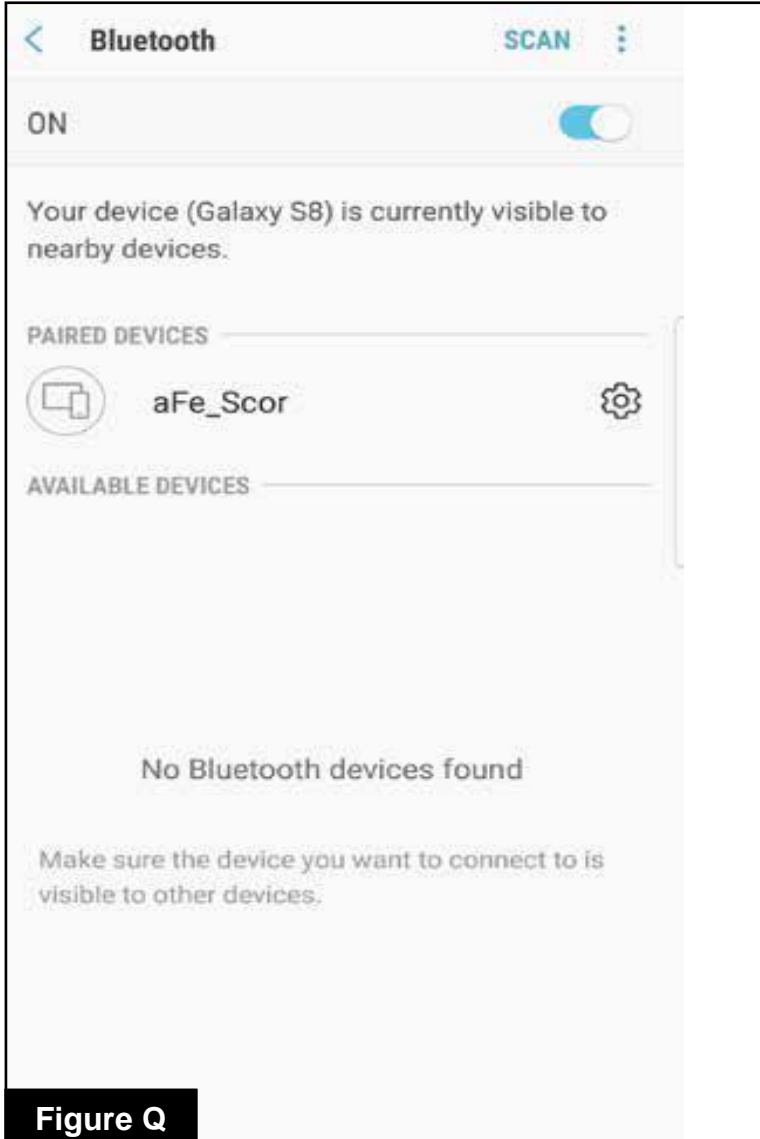 Bluetooth SCAN
ON
Your device (Galaxy S8) is currently visible to
nearby devices.
PAIRED DEVICES
aFe_Scor
AVAILABLE DEVICES
No Bluetooth devices found
Make sure the device you want to connect to is
visible to other devices.
Figure Q